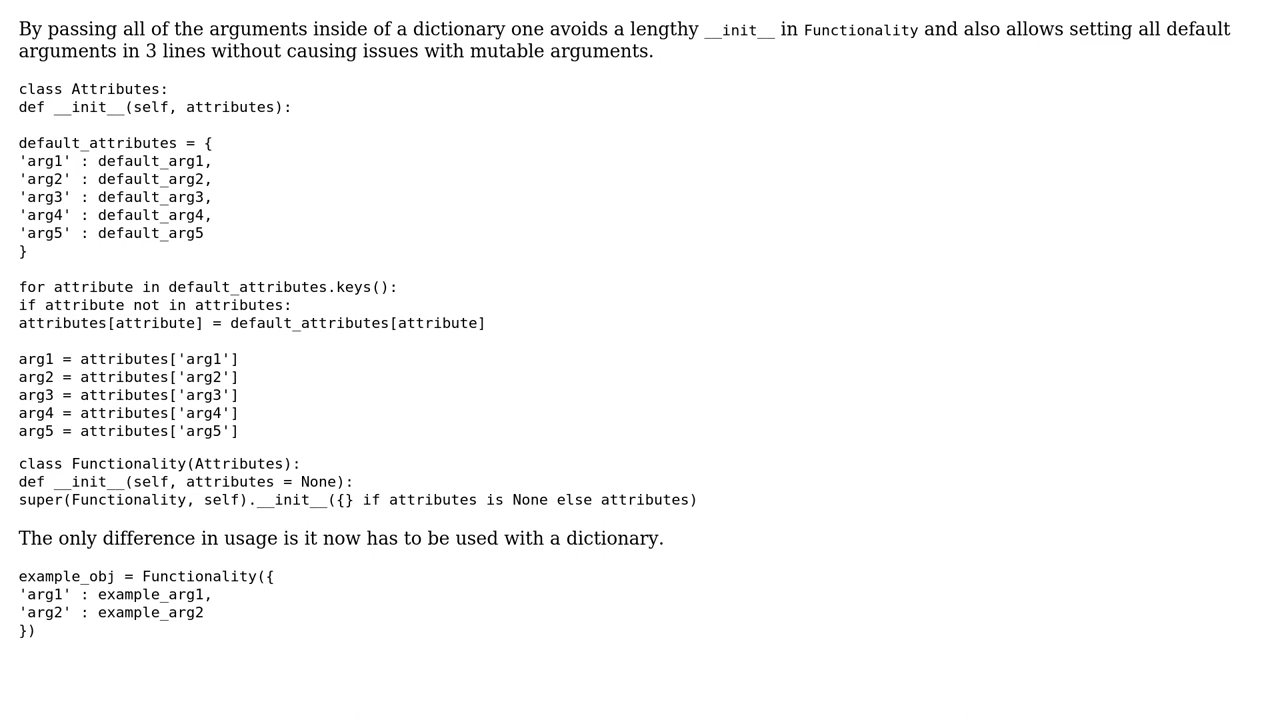 By passing all of the arguments inside of a dictionary one avoids a lengthy __init__ in Functionality and also allows setting all default
arguments in 3 lines without causing issues with mutable arguments.
class Attributes:
def __init__(self, attributes):
default_attributes = {
'arg1' : default_arg1,
'arg2' : default_arg2,
'arg3' : default_arg3,
'arg4' : default_arg4,
'arg5' : default_arg5
}
for attribute in default_attributes.keys():
if attribute not in attributes:
attributes[attribute] = default_attributes[attribute]
arg1 = attributes['arg1']
arg2 = attributes['arg2']
arg3 = attributes['arg3']
arg4 = attributes['arg4']
arg5 = attributes['arg5']
class Functionality(Attributes):
def __init__(self, attributes = None):
super(Functionality, self).__init__({} if attributes is None else attributes)
The only difference in usage is it now has to be used with a dictionary.
example_obj = Functionality({
'arg1' : example_arg1,
'arg2' : example_arg2
})